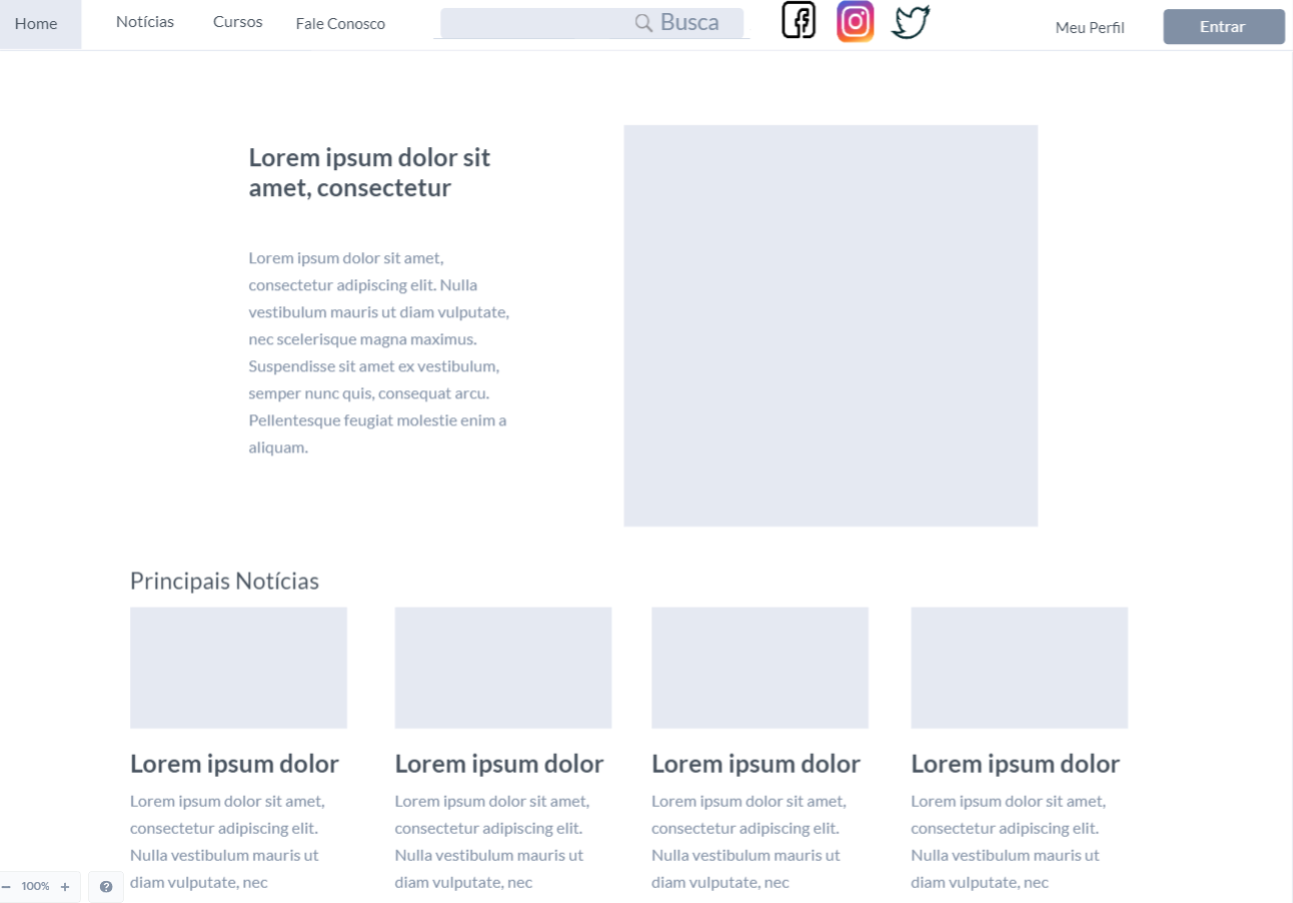 Home
Notícias
Cursos
Fale Conosco
Busca
Meu Perfil
Entrar
Lorem ipsum dolor sit
amet, consectetur
Lorem ipsum dolor sit amet,
consectetur adipiscing elit. Nulla
vestibulum mauris ut diam vulputate,
nec scelerisque magna maximus.
Suspendisse sit amet ex vestibulum,
semper nunc quis, consequat arcu.
Pellentesque feugiat molestie enim a
aliquam.
Principais Notícias
Lorem ipsum dolor
Lorem ipsum dolor sit amet,
consectetur adipiscing elit.
Nulla vestibulum mauris ut
diam vulputate, nec
Lorem ipsum dolor
Lorem ipsum dolor sit amet,
consectetur adipiscing elit.
Nulla vestibulum mauris ut
diam vulputate, nec
Lorem ipsum dolor
Lorem ipsum dolor sit amet,
consectetur adipiscing elit.
Nulla vestibulum mauris ut
diam vulputate, nec
Lorem ipsum dolor
Lorem ipsum dolor sit amet,
consectetur adipiscing elit.
Nulla vestibulum mauris ut
diam vulputate, nec
− 100% +
?